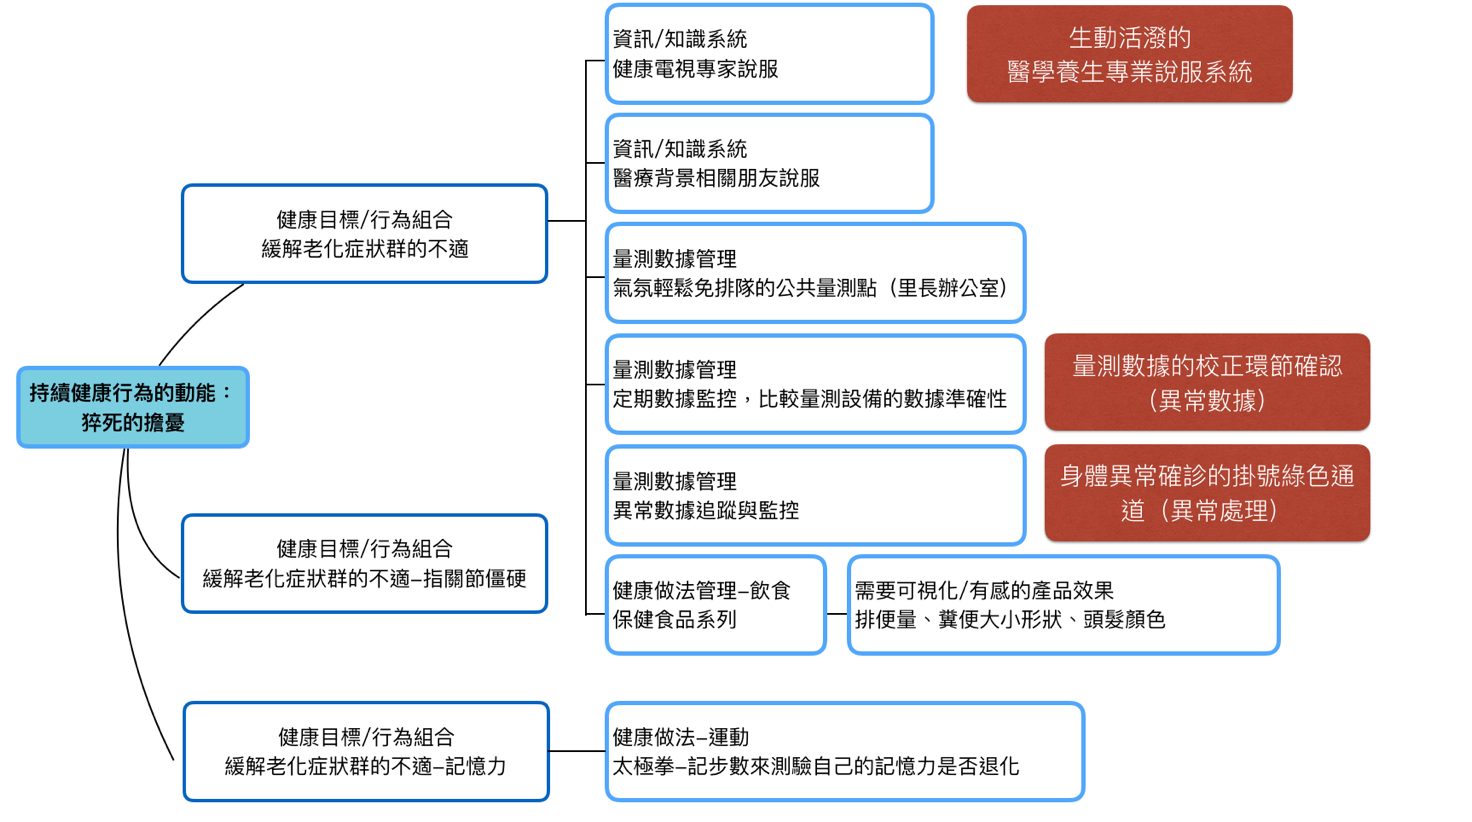 資訊/知識系統
健康電視專家說服
生動活潑的
醫學養生專業說服系統
資訊/知識系統
醫療背景相關朋友說服
健康目標/行為組合
緩解老化症狀群的不適
量測數據管理
氣氛輕鬆免排隊的公共量測點（里長辦公室）
量測數據管理
定期數據監控，比較量測設備的數據準確性
量測數據的校正環節確認
（異常數據）
持續健康行為的動能：
猝死的擔憂
量測數據管理
異常數據追蹤與監控
身體異常確診的掛號綠色通
道（異常處理）
健康目標/行為組合
緩解老化症狀群的不適–指關節僵硬
健康做法管理–飲食
保健食品系列
需要可視化/有感的產品效果
排便量、糞便大小形狀、頭髮顏色
健康目標/行為組合
緩解老化症狀群的不適–記憶力
健康做法–運動
太極拳–記步數來測驗自己的記憶力是否退化